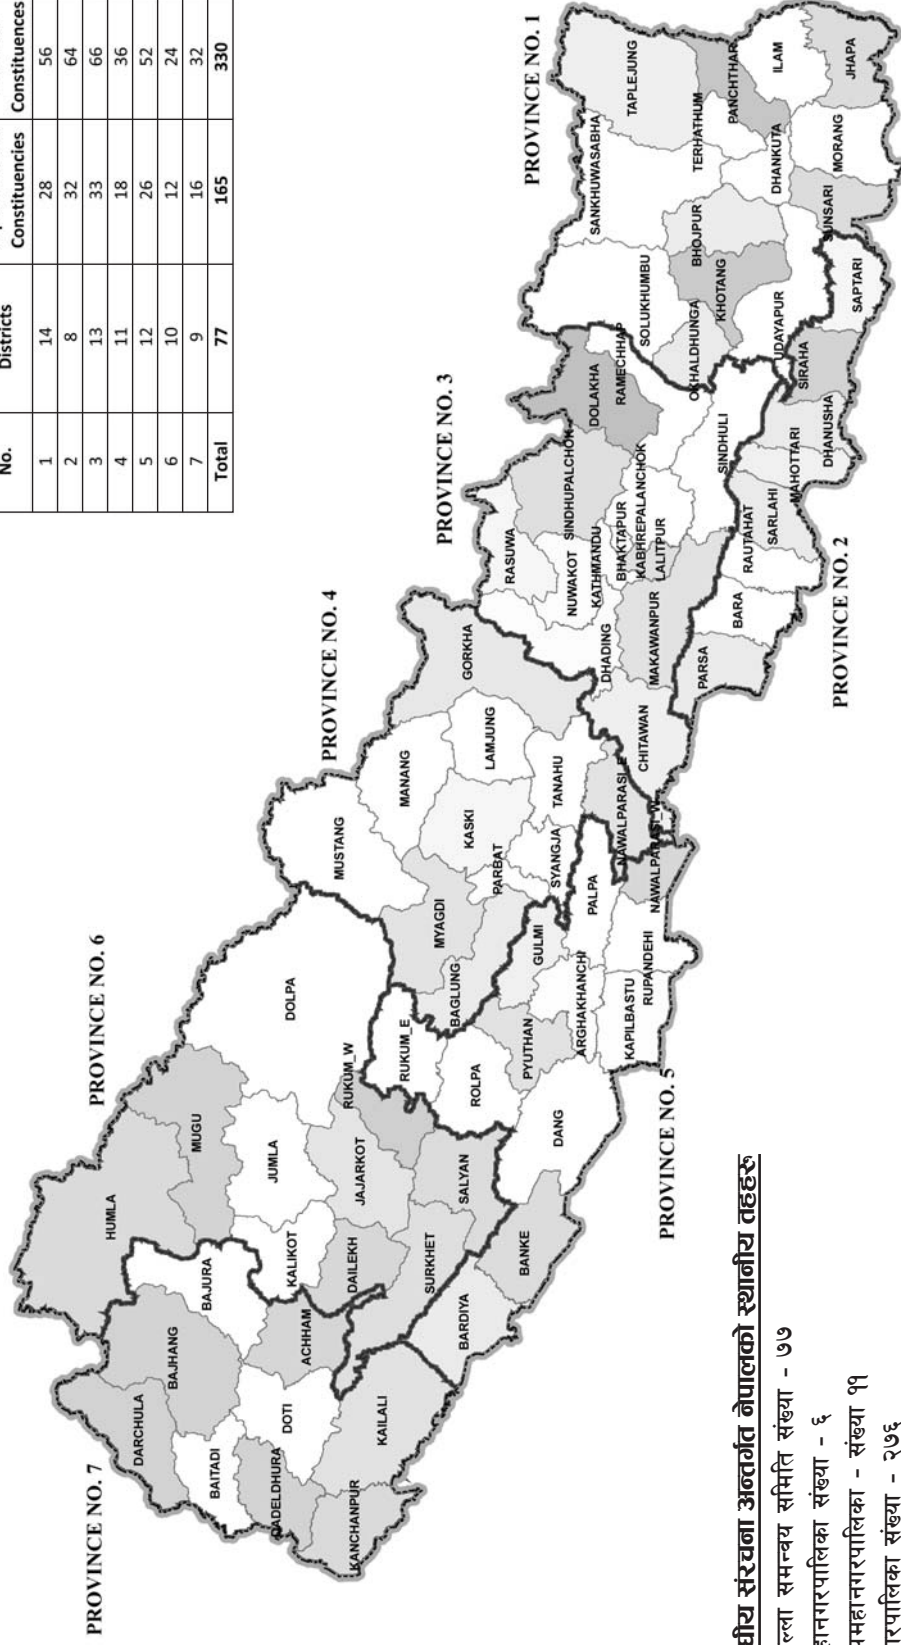 No. Districts Constituencies Constituences
1 14 28 56
2 8 32 64
3 13 33 66
4 11 18 36
5 12 26 52
6 10 12 24
7 9 16 32
Total 77 165 330
PROVINCE NO. 7
DARCHULA
BAJHANG
BAJURA
BAITADI
DOTI
ACHHAM
DADELDHURA
KANCHANPUR
KAILALI
PROVINCE NO. 6
HUMLA
MUGU
DOLPA
JUMLA
KALIKOT
RUKUM_W
JAJARKOT
DAILEKH
SALYAN
SURKHET
PROVINCE NO. 5
RUKUM_E
ROLPA
PYUTHAN
GULMI
ARGHAKHANCHI
PALPA
DANG
BANKE
BARDIYA
KAPILBASTU
RUPANDEHI
NAWALPARASI_W
PROVINCE NO. 4
MUSTANG
MANANG
GORKHA
LAMJUNG
KASKI
MYAGDI
PARBAT
BAGLUNG
SYANGJA
TANAHU
NAWALPARASI_E
PROVINCE NO. 3
RASUWA
SINDHUPALCHOK
DOLAKHA
RAMECHHAP
NUWAKOT
KATHMANDU
BHAKTAPUR
KABHREPALANCHOK
LALITPUR
DHADING
MAKAWANPUR
CHITAWAN
SINDHULI
PROVINCE NO. 2
PARSA
BARA
RAUTAHAT
SARLAHI
MAHOTTARI
DHANUSHA
SIRAHA
SAPTARI
PROVINCE NO. 1
TAPLEJUNG
SANKHUWASABHA
SOLUKHUMBU
TERHATHUM
PANCHTHAR
ILAM
JHAPA
MORANG
DHANKUTA
SUNSARI
BHOJPUR
KHOTANG
OKHALDHUNGA
UDAYAPUR
संरचना अन्तर्गत नेपालको स्थानीय तहहरु
समन्वय समिति संख्या - ७७
संख्या - ६
संख्या ११
संख्या - २७६